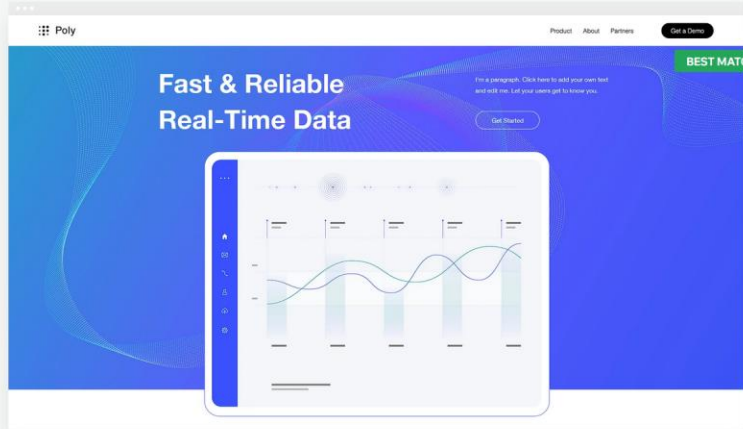 Poly
Product About Partners Get a Demo
BEST MATC
Fast & Reliable
Real-Time Data
I'm a paragraph. Click here to add your own text
and edit me. Let your users get to know you.
Get Started